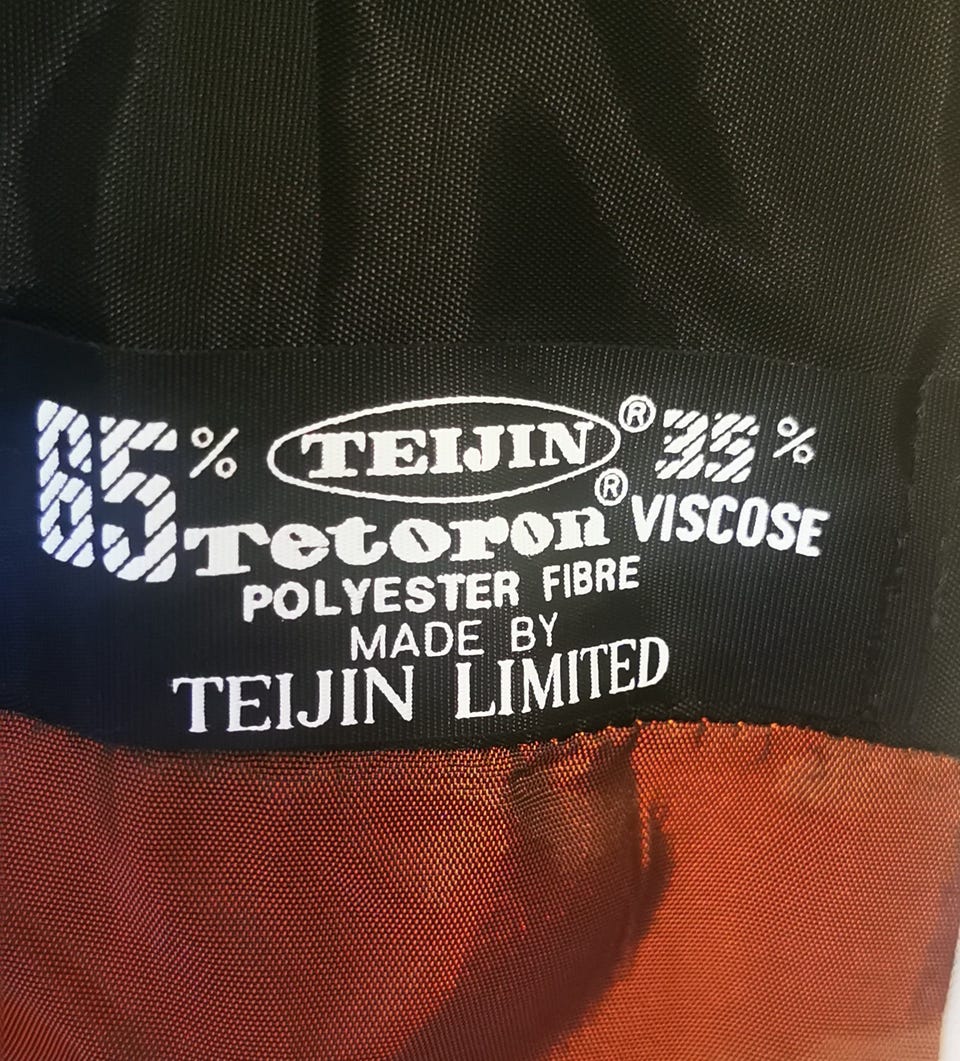 65% TEIJIN® 35%
Tetoron® VISCOSE
POLYESTER FIBRE
MADE BY
TEIJIN LIMITED